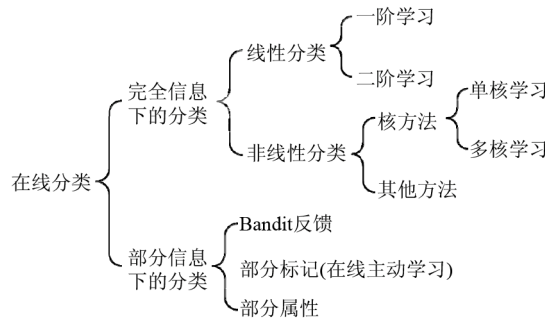 一阶学习
线性分类
二阶学习
完全信息
下的分类
单核学习
核方法
多核学习
非线性分类
其他方法
在线分类
Bandit反馈
部分信息
下的分类
部分标记(在线主动学习)
部分属性